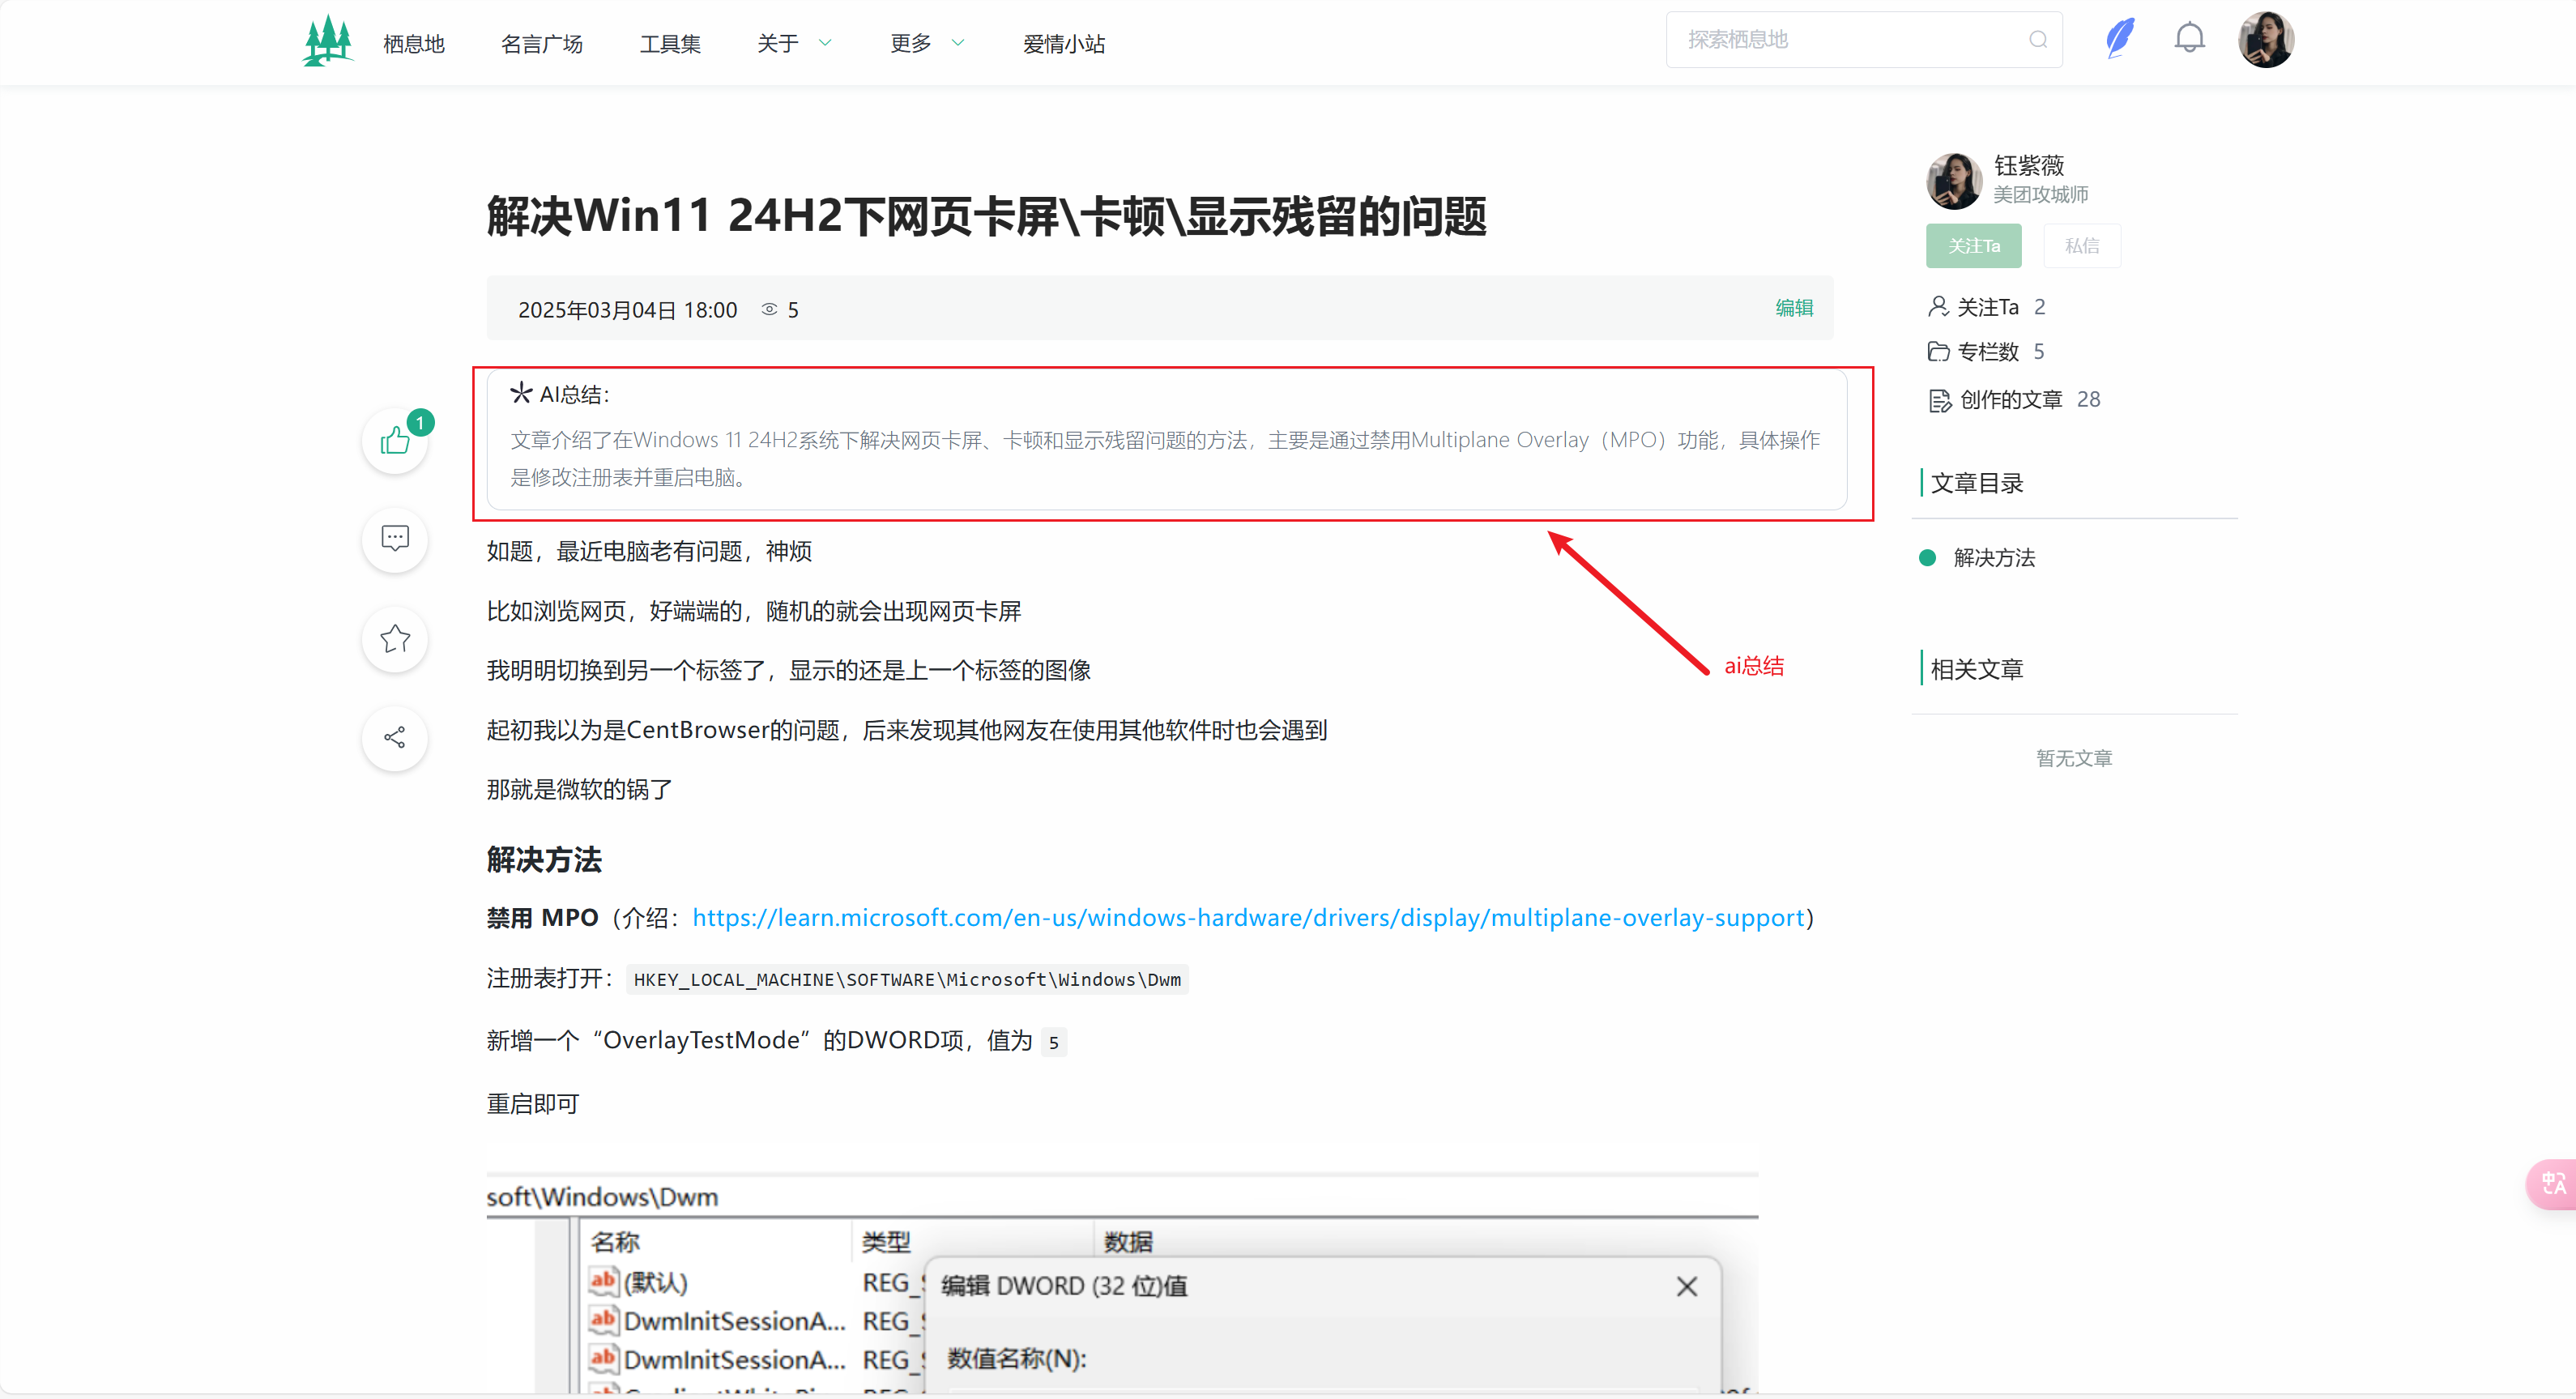 栖息地 名言广场 工具集 关于 更多 爱情小站 探索栖息地
解决Win11 24H2下网页卡屏\卡顿\显示残留的问题
2025年03月04日 18:00 5 编辑
1
AI总结：
文章介绍了在Windows 11 24H2系统下解决网页卡屏、卡顿和显示残留问题的方法，主要是通过禁用Multiplane Overlay（MPO）功能，具体操作
是修改注册表并重启电脑。
ai总结
如题，最近电脑老有问题，神烦
比如浏览网页，好端端的，随机的就会出现网页卡屏
我明明切换到另一个标签了，显示的还是上一个标签的图像
起初我以为是CentBrowser的问题，后来发现其他网友在使用其他软件时也会遇到
那就是微软的锅了
解决方法
禁用 MPO（介绍：https://learn.microsoft.com/en-us/windows-hardware/drivers/display/multiplane-overlay-support）
注册表打开：HKEY_LOCAL_MACHINE\SOFTWARE\Microsoft\Windows\Dwm
新增一个“OverlayTestMode”的DWORD项，值为 5
重启即可
soft\Windows\Dwm
名称 类型 数据
(默认) REG_
DwmInitSessionA... REG_
DwmInitSessionA... REG_
编辑 DWORD (32 位)值
数值名称(N):
钰紫薇
美团攻城师
关注Ta 私信
关注Ta 2
专栏数 5
创作的文章 28
文章目录
解决方法
相关文章
暂无文章